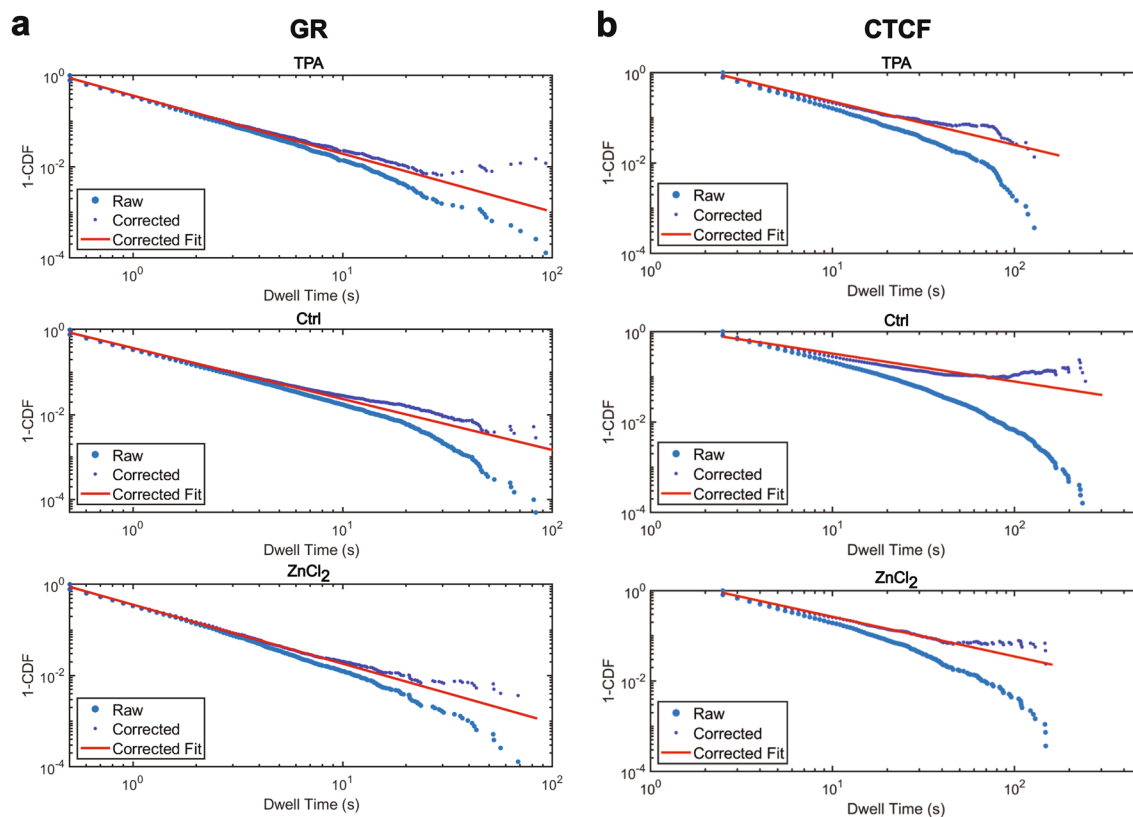 a
GR
TPA
10^0
10^-2
10^-4
1-CDF
Raw
Corrected
Corrected Fit
10^0
10^1
10^2
Dwell Time (s)
Ctrl
10^0
10^-2
10^-4
1-CDF
Raw
Corrected
Corrected Fit
10^0
10^1
10^2
Dwell Time (s)
ZnCl₂
10^0
10^-2
10^-4
1-CDF
Raw
Corrected
Corrected Fit
10^0
10^1
10^2
Dwell Time (s)
b
CTCF
TPA
10^0
10^-2
10^-4
1-CDF
Raw
Corrected
Corrected Fit
10^0
10^1
10^2
Dwell Time (s)
Ctrl
10^0
10^-2
10^-4
1-CDF
Raw
Corrected
Corrected Fit
10^0
10^1
10^2
Dwell Time (s)
ZnCl₂
10^0
10^-2
10^-4
1-CDF
Raw
Corrected
Corrected Fit
10^0
10^1
10^2
Dwell Time (s)